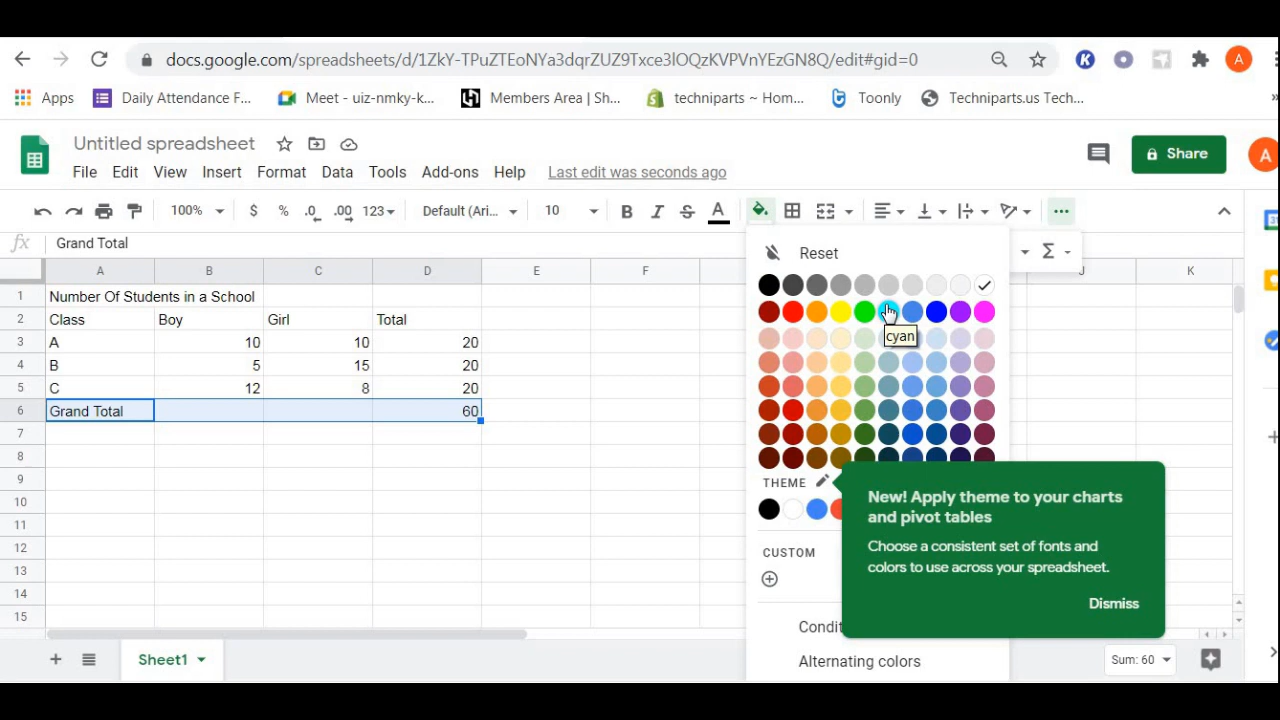 docs.google.com/spreadsheets/d/1ZkY-TPuZTEoNYa3dqrZUZ9Txce3lOQzKVPVnYEzGN8Q/edit#gid=0
Apps Daily Attendance F... Meet - uiz-nmky-k... Members Area | Sh... techniparts ~ Hom... Toonly Techniparts.us Tech...
Untitled spreadsheet
Share
File Edit View Insert Format Data Tools Add-ons Help Last edit was seconds ago
100% $ % .0 .00 123 Default (Ari... 10 B I S A
fx Grand Total
Reset
A B C D E F J K
1 Number Of Students in a School
2 Class Boy Girl Total
3 A 10 10 20
cyan
4 B 5 15 20
5 C 12 8 20
6 Grand Total 60
7
8
9
10
11
12
13
14
15
THEME
New! Apply theme to your charts
and pivot tables
Choose a consistent set of fonts and
colors to use across your spreadsheet.
Dismiss
CUSTOM
Condit
Alternating colors
Sheet1
Sum: 60